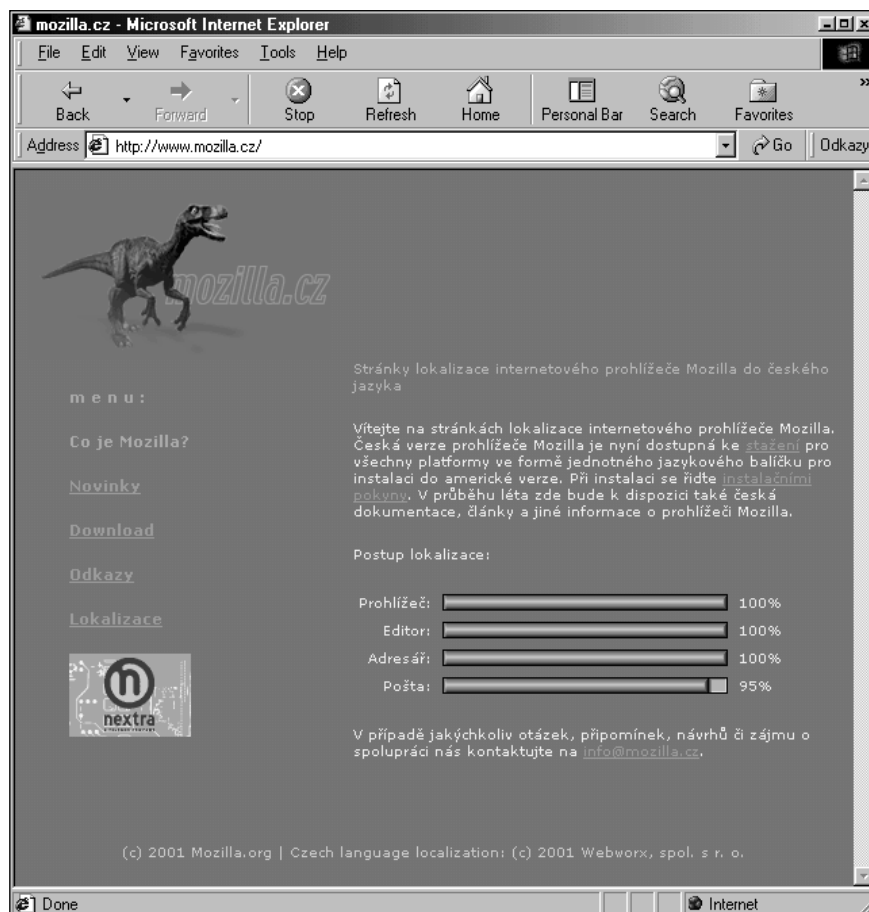 mozilla.cz - Microsoft Internet Explorer
File Edit View Favorites Tools Help
Back Forward Stop Refresh Home Personal Bar Search Favorites »
Address http://www.mozilla.cz/ Go Odkazy
mozilla.cz
Stránky lokalizace internetového prohlížeče Mozilla do českého
jazyka
menu:
Co je Mozilla?
Novinky
Download
Odkazy
Lokalizace
nextra
Vítejte na stránkách lokalizace internetového prohlížeče Mozilla.
Česká verze prohlížeče Mozilla je nyní dostupná ke stažení pro
všechny platformy ve formě jednotného jazykového balíčku pro
instalaci do americké verze. Při instalaci se řiďte instalačními
pokyny. V průběhu léta zde bude k dispozici také česká
dokumentace, články a jiné informace o prohlížeči Mozilla.
Postup lokalizace:
Prohlížeč: 100%
Editor: 100%
Adresář: 100%
Pošta: 95%
V případě jakýchkoliv otázek, připomínek, návrhů či zájmu o
spolupráci nás kontaktujte na info@mozilla.cz.
(c) 2001 Mozilla.org | Czech language localization: (c) 2001 Webworx, spol. s r. o.
Done Internet